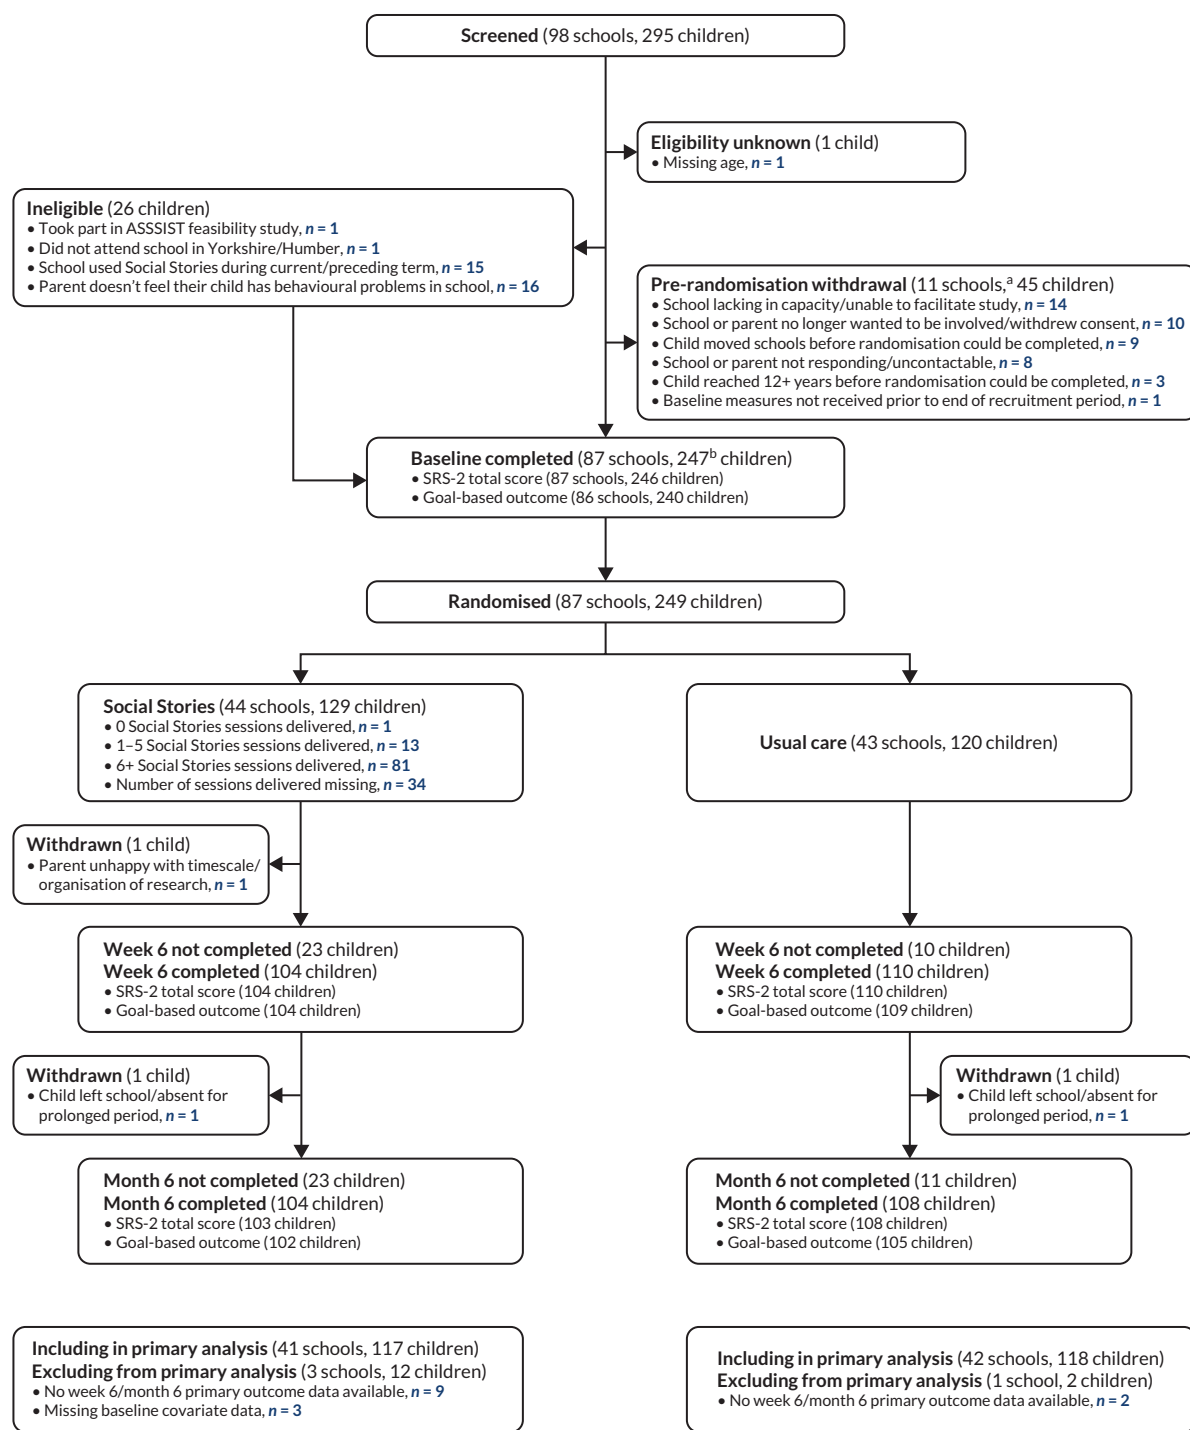 Screened (98 schools, 295 children)
Eligibility unknown (1 child)
• Missing age, n = 1
Ineligible (26 children)
• Took part in ASSSIST feasibility study, n = 1
• Did not attend school in Yorkshire/Humber, n = 1
• School used Social Stories during current/preceding term, n = 15
• Parent doesn't feel their child has behavioural problems in school, n = 16
Pre-randomisation withdrawal (11 schools,a 45 children)
• School lacking in capacity/unable to facilitate study, n = 14
• School or parent no longer wanted to be involved/withdrew consent, n = 10
• Child moved schools before randomisation could be completed, n = 9
• School or parent not responding/uncontactable, n = 8
• Child reached 12+ years before randomisation could be completed, n = 3
• Baseline measures not received prior to end of recruitment period, n = 1
Baseline completed (87 schools, 247b children)
• SRS-2 total score (87 schools, 246 children)
• Goal-based outcome (86 schools, 240 children)
Randomised (87 schools, 249 children)
Social Stories (44 schools, 129 children)
• 0 Social Stories sessions delivered, n = 1
• 1–5 Social Stories sessions delivered, n = 13
• 6+ Social Stories sessions delivered, n = 81
• Number of sessions delivered missing, n = 34
Usual care (43 schools, 120 children)
Withdrawn (1 child)
• Parent unhappy with timescale/
organisation of research, n = 1
Week 6 not completed (23 children)
Week 6 completed (104 children)
• SRS-2 total score (104 children)
• Goal-based outcome (104 children)
Week 6 not completed (10 children)
Week 6 completed (110 children)
• SRS-2 total score (110 children)
• Goal-based outcome (109 children)
Withdrawn (1 child)
• Child left school/absent for
prolonged period, n = 1
Withdrawn (1 child)
• Child left school/absent for
prolonged period, n = 1
Month 6 not completed (23 children)
Month 6 completed (104 children)
• SRS-2 total score (103 children)
• Goal-based outcome (102 children)
Month 6 not completed (11 children)
Month 6 completed (108 children)
• SRS-2 total score (108 children)
• Goal-based outcome (105 children)
Including in primary analysis (41 schools, 117 children)
Excluding from primary analysis (3 schools, 12 children)
• No week 6/month 6 primary outcome data available, n = 9
• Missing baseline covariate data, n = 3
Including in primary analysis (42 schools, 118 children)
Excluding from primary analysis (1 school, 2 children)
• No week 6/month 6 primary outcome data available, n = 2